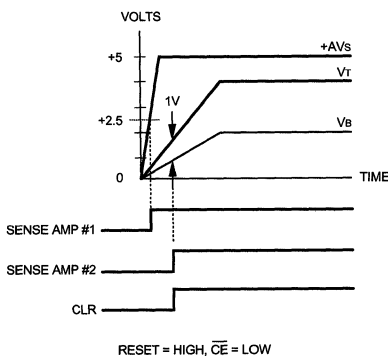 VOLTS
+5
+AVS
VT
1V
+2.5
VB
0
TIME
SENSE AMP #1
SENSE AMP #2
CLR
RESET = HIGH, CE = LOW